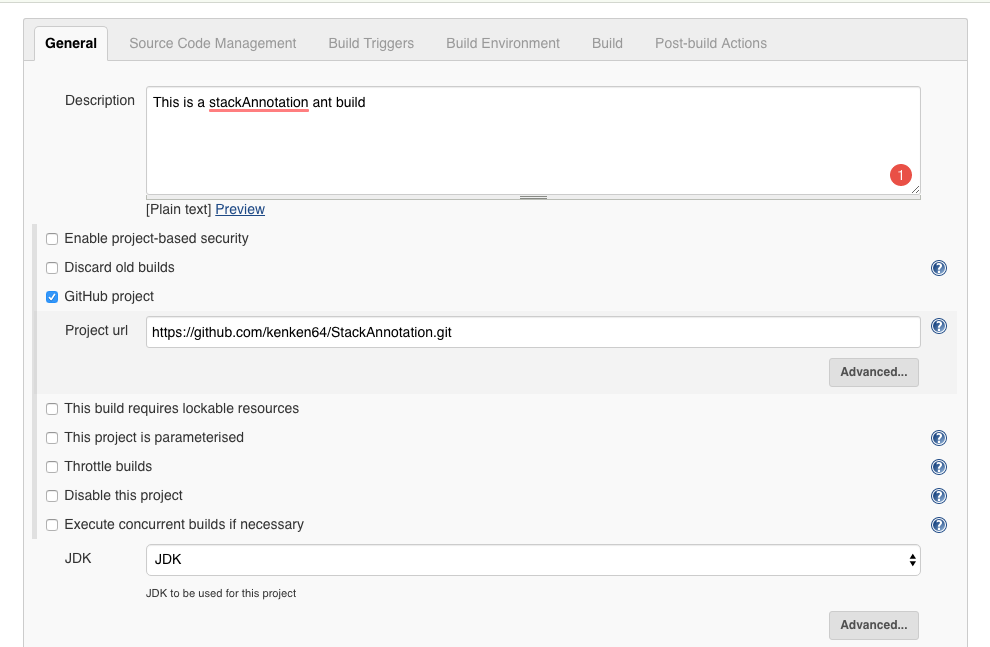 General Source Code Management Build Triggers Build Environment Build Post-build Actions
Description
This is a stackAnnotation ant build
1
[Plain text] Preview
Enable project-based security
Discard old builds ?
GitHub project
Project url https://github.com/kenken64/StackAnnotation.git ?
Advanced...
This build requires lockable resources
This project is parameterised ?
Throttle builds ?
Disable this project ?
Execute concurrent builds if necessary ?
JDK JDK
JDK to be used for this project
Advanced...